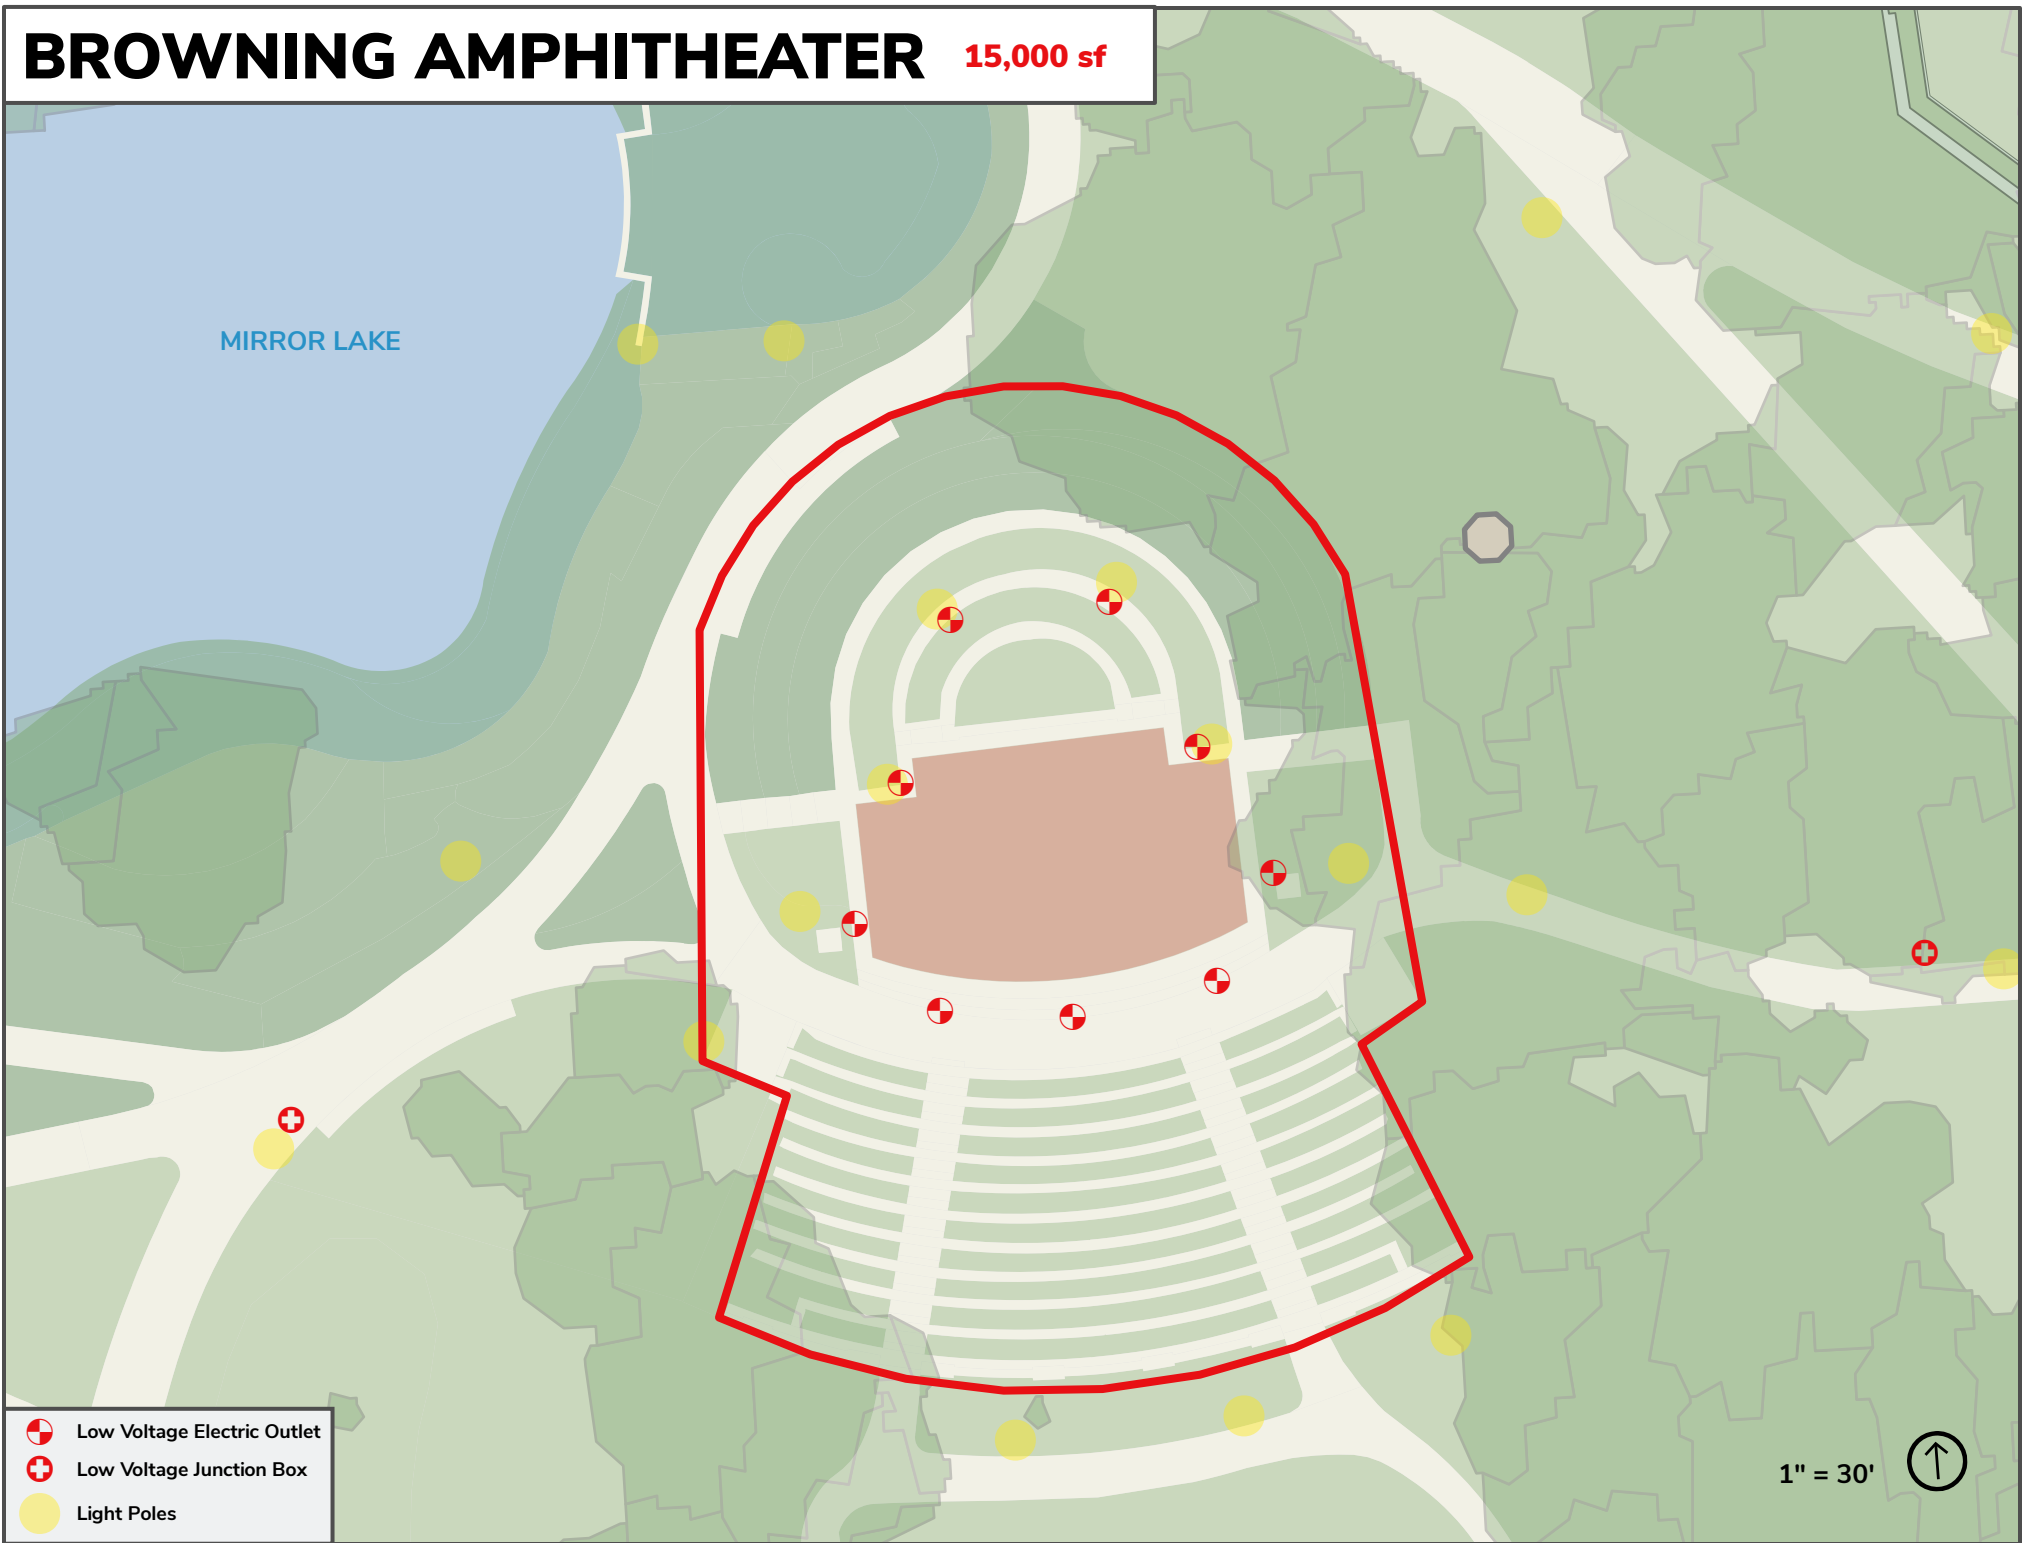 BROWNING AMPHITHEATER 15,000 sf
MIRROR LAKE
Low Voltage Electric Outlet
Low Voltage Junction Box
Light Poles
1" = 30'